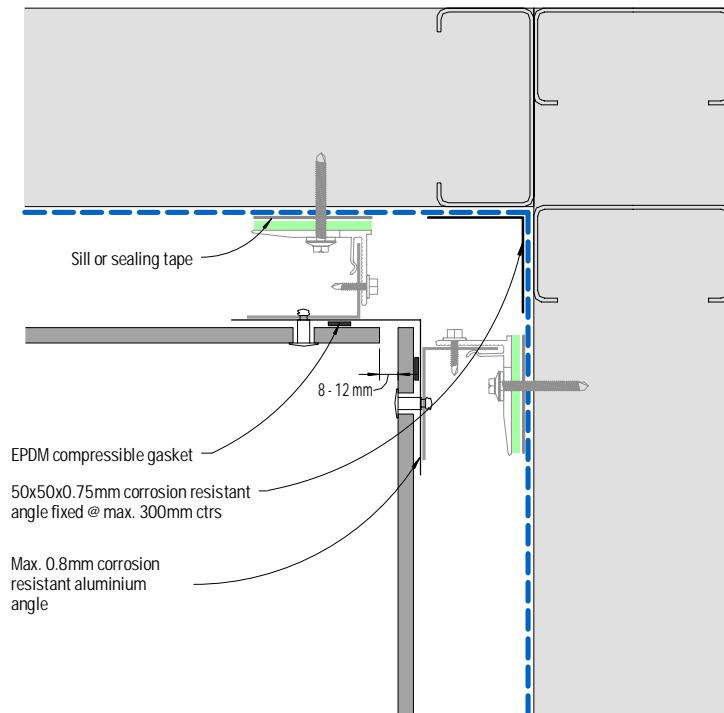 Sill or sealing tape
8 - 12 mm
EPDM compressible gasket
50x50x0.75mm corrosion resistant
angle fixed @ max. 300mm ctrs
Max. 0.8mm corrosion
resistant aluminium
angle